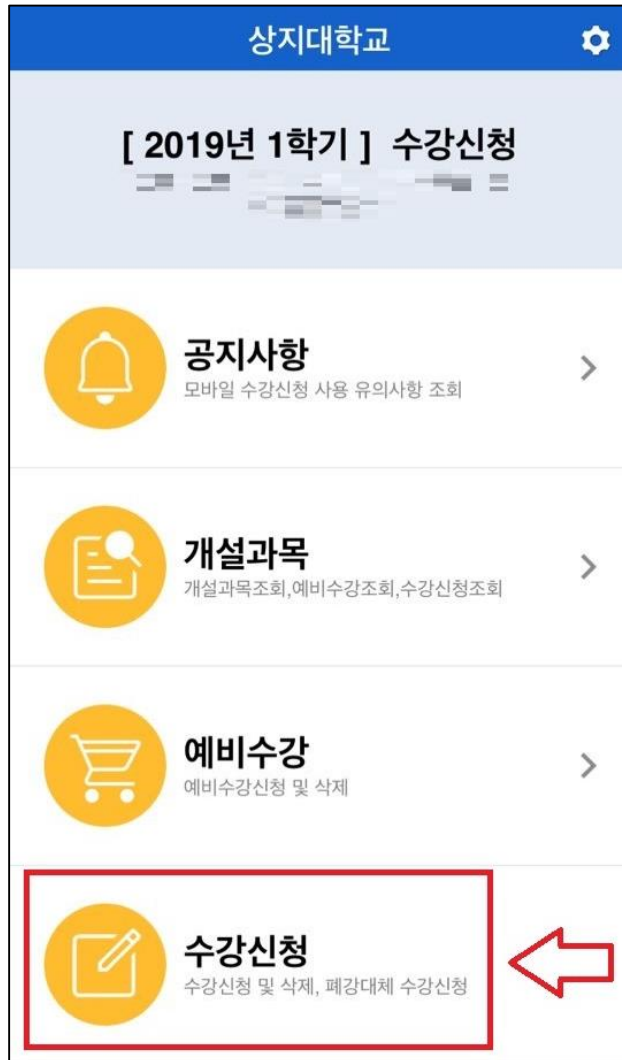 상지대학교
[ 2019년 1학기 ] 수강신청
공지사항
모바일 수강신청 사용 유의사항 조회
개설과목
개설과목조회,예비수강조회,수강신청조회
예비수강
예비수강신청 및 삭제
수강신청
수강신청 및 삭제, 폐강대체 수강신청